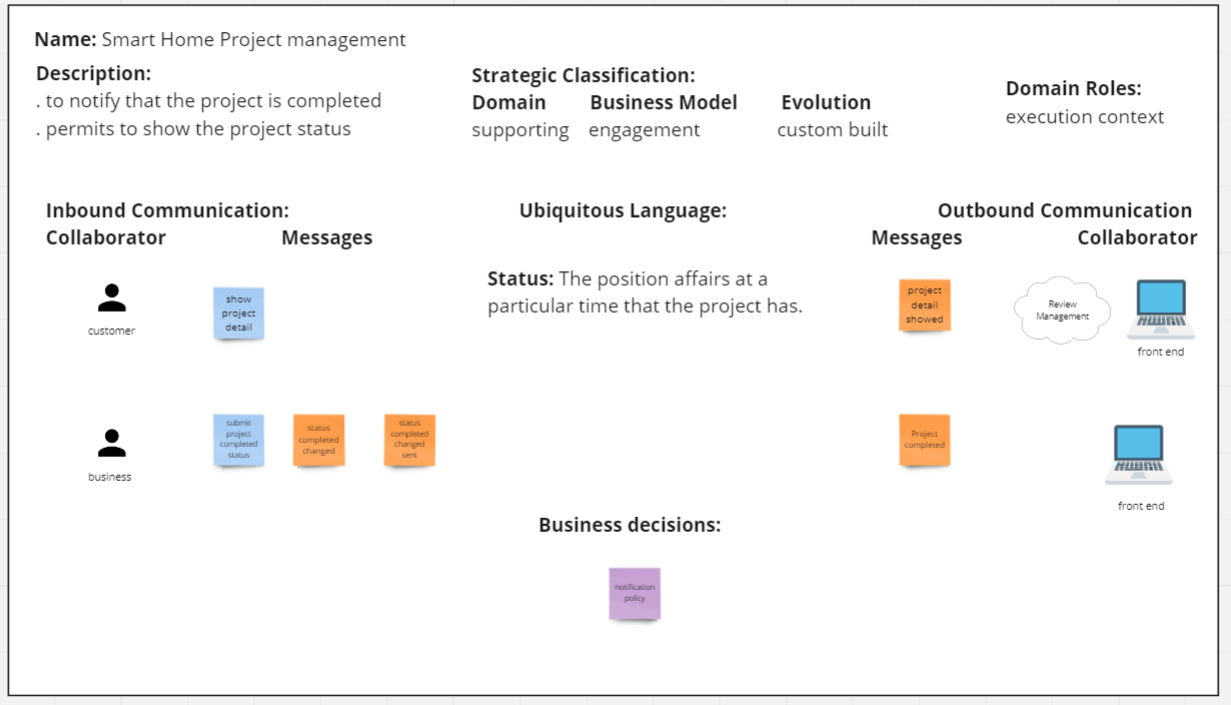 Name: Smart Home Project management
Description:
. to notify that the project is completed
. permits to show the project status
Strategic Classification:
Domain Business Model Evolution
supporting engagement custom built
Domain Roles:
execution context
Inbound Communication:
Collaborator Messages
customer
show
project
detail
business
submit
project
completed
status
status
completed
changed
status
completed
changed
sent
Ubiquitous Language:
Status: The position affairs at a
particular time that the project has.
Business decisions:
notification
policy
Outbound Communication
Messages Collaborator
project
detail
showed
Review
Management
front end
Project
completed
front end